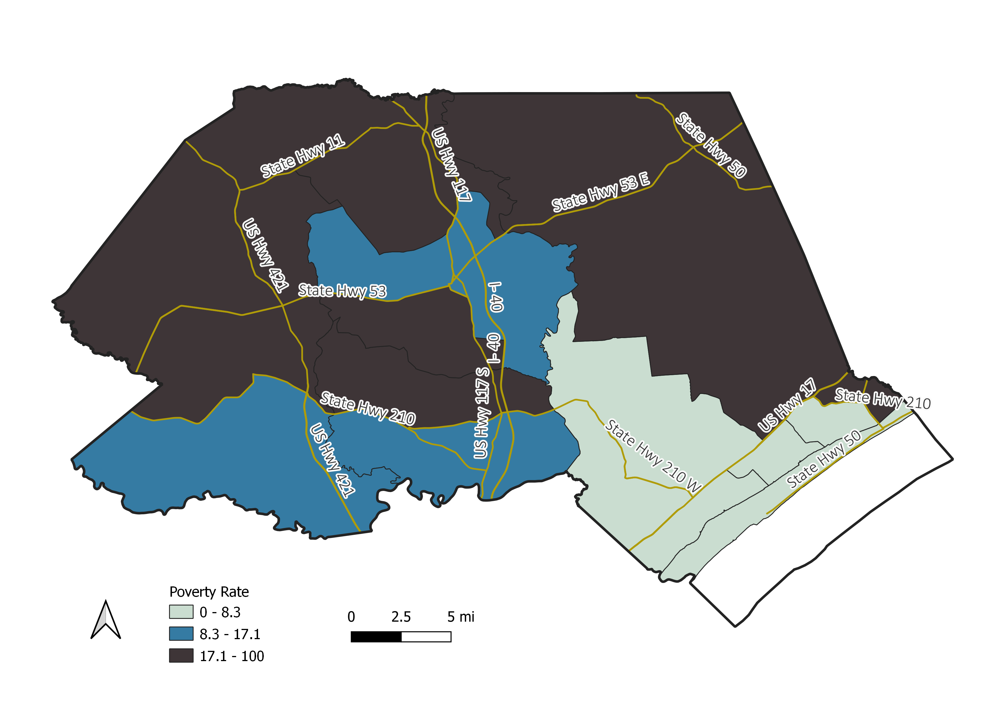 State Hwy 11
US Hwy 117
State Hwy 50
State Hwy 53 E
US Hwy 421
State Hwy 53
I- 40
I- 40
US Hwy 117 S
State Hwy 210
US Hwy 17
State Hwy 210
State Hwy 210 W
US Hwy 421
State Hwy 50
Poverty Rate
0 - 8.3
8.3 - 17.1
17.1 - 100
0 2.5 5 mi